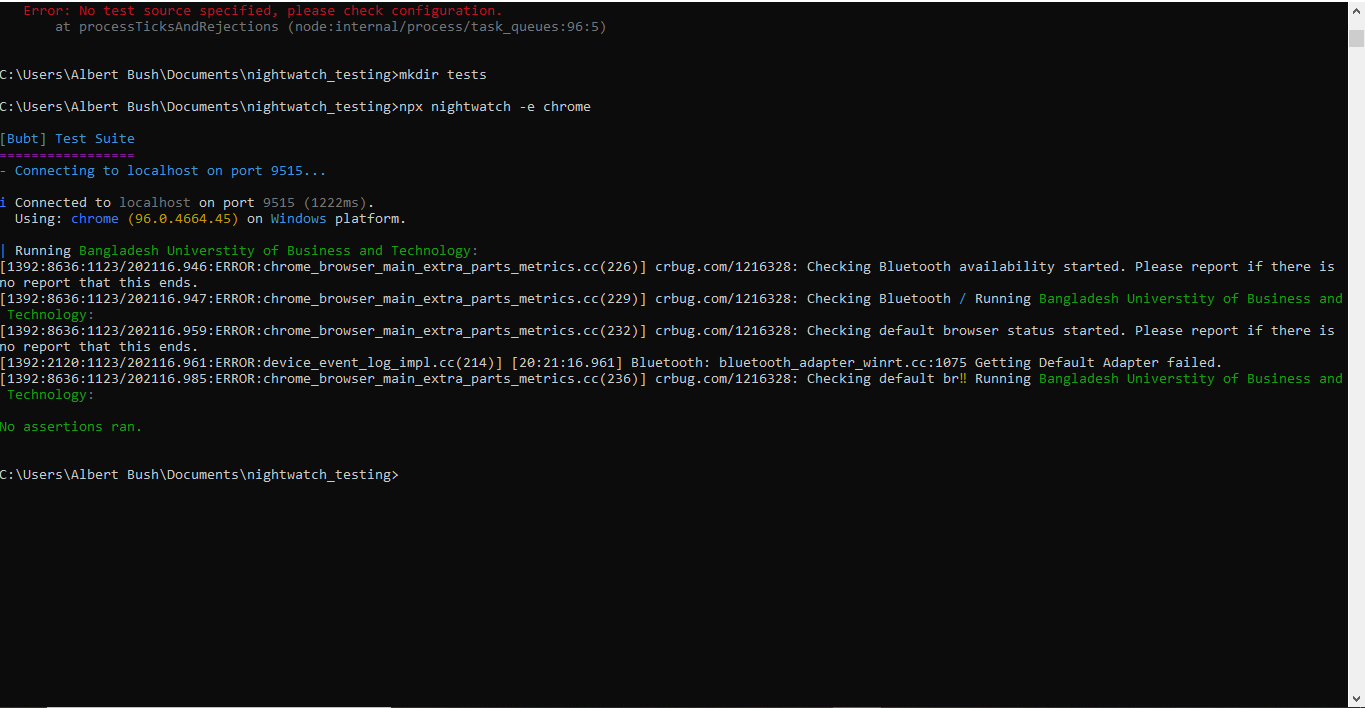 Error: No test source specified, please check configuration.
at processTicksAndRejections (node:internal/process/task_queues:96:5)
C:\Users\Albert Bush\Documents\nightwatch_testing>mkdir tests
C:\Users\Albert Bush\Documents\nightwatch_testing>npx nightwatch -e chrome
[Bubt] Test Suite
=================
- Connecting to localhost on port 9515...
i Connected to localhost on port 9515 (1222ms).
Using: chrome (96.0.4664.45) on Windows platform.
| Running Bangladesh Universtity of Business and Technology:
[1392:8636:1123/202116.946:ERROR:chrome_browser_main_extra_parts_metrics.cc(226)] crbug.com/1216328: Checking Bluetooth availability started. Please report if there is
no report that this ends.
[1392:8636:1123/202116.947:ERROR:chrome_browser_main_extra_parts_metrics.cc(229)] crbug.com/1216328: Checking Bluetooth / Running Bangladesh Universtity of Business and
Technology:
[1392:8636:1123/202116.959:ERROR:chrome_browser_main_extra_parts_metrics.cc(232)] crbug.com/1216328: Checking default browser status started. Please report if there is
no report that this ends.
[1392:2120:1123/202116.961:ERROR:device_event_log_impl.cc(214)] [20:21:16.961] Bluetooth: bluetooth_adapter_winrt.cc:1075 Getting Default Adapter failed.
[1392:8636:1123/202116.985:ERROR:chrome_browser_main_extra_parts_metrics.cc(236)] crbug.com/1216328: Checking default br‼ Running Bangladesh Universtity of Business and
Technology:
No assertions ran.
C:\Users\Albert Bush\Documents\nightwatch_testing>